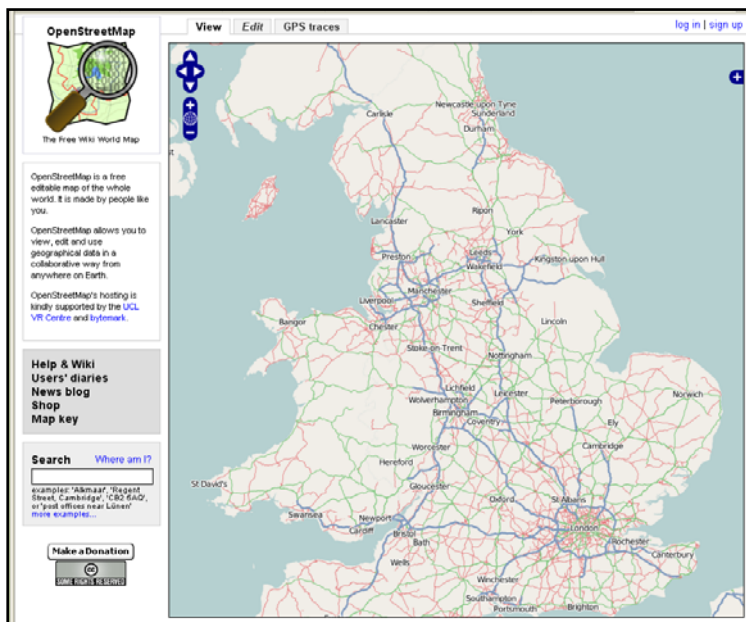 OpenStreetMap
The Free Wiki World Map
View
Edit
GPS traces
log in | sign up
OpenStreetMap is a free
editable map of the whole
world. It is made by people like
you.
OpenStreetMap allows you to
view, edit and use
geographical data in a
collaborative way from
anywhere on Earth.
OpenStreetMap's hosting is
kindly supported by the UCL
VR Centre and bytemark.
Help & Wiki
Users' diaries
News blog
Shop
Map key
Search
Where am I?
examples: 'Alkmaar', 'Regent
Street, Cambridge', 'CB2 5AQ',
or 'post offices near Lünen'
more examples...
Make a Donation
cc
SOME RIGHTS RESERVED
Newcastle upon Tyne
Carlisle
Sunderland
Durham
Ripon
Lancaster
York
Preston
Leeds
Kingston upon Hull
Wakefield
Manchester
Liverpool
Sheffield
Chester
Bangor
Lincoln
Stoke-on-Trent
Nottingham
Lichfield
Leicester
Norwich
Wolverhampton
Peterborough
Birmingham
Coventry
Ely
Worcester
Cambridge
Hereford
St David's
Gloucester
Oxford
St Albans
Swansea
Newport
Cardiff
Bristol
London
Bath
Rochester
Canterbury
Wells
Winchester
Southampton
Portsmouth
Brighton